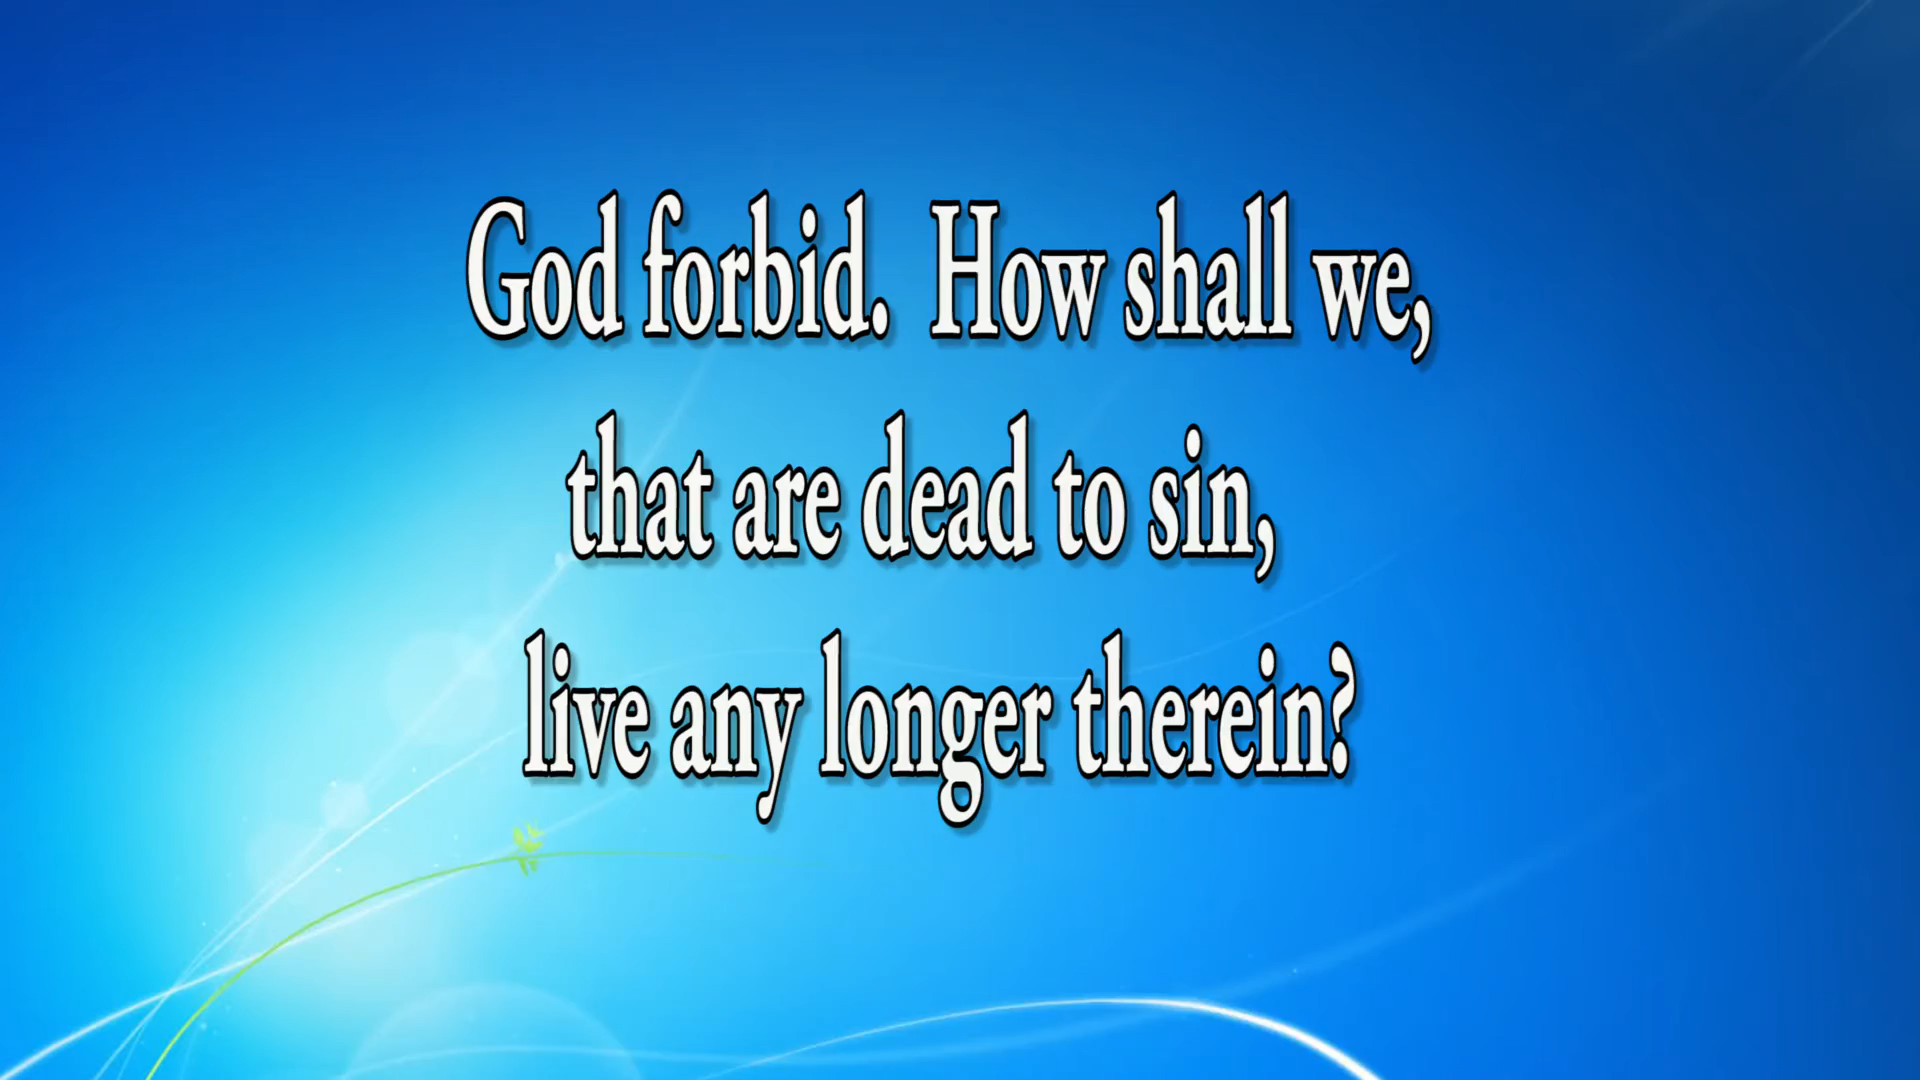 God forbid.  How shall we,
that are dead to sin,
live any longer therein?